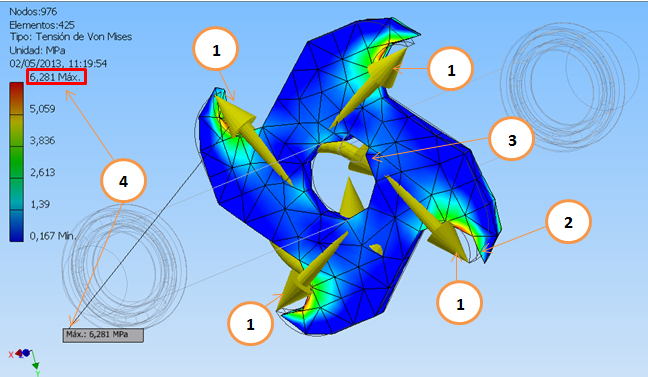 Nodos:976
Elementos:425
Tipo: Tensión de Von Mises
Unidad: MPa
02/05/2013, 11:19:54
6,281 Máx.
5,059
3,836
2,613
1,39
0,167 Mín.
1
1
3
4
2
1
1
Máx.: 6,281 MPa
X
Z
Y